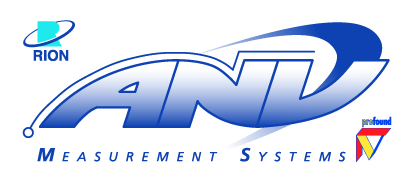 RION
ANV
profound
MEASUREMENT SYSTEMS